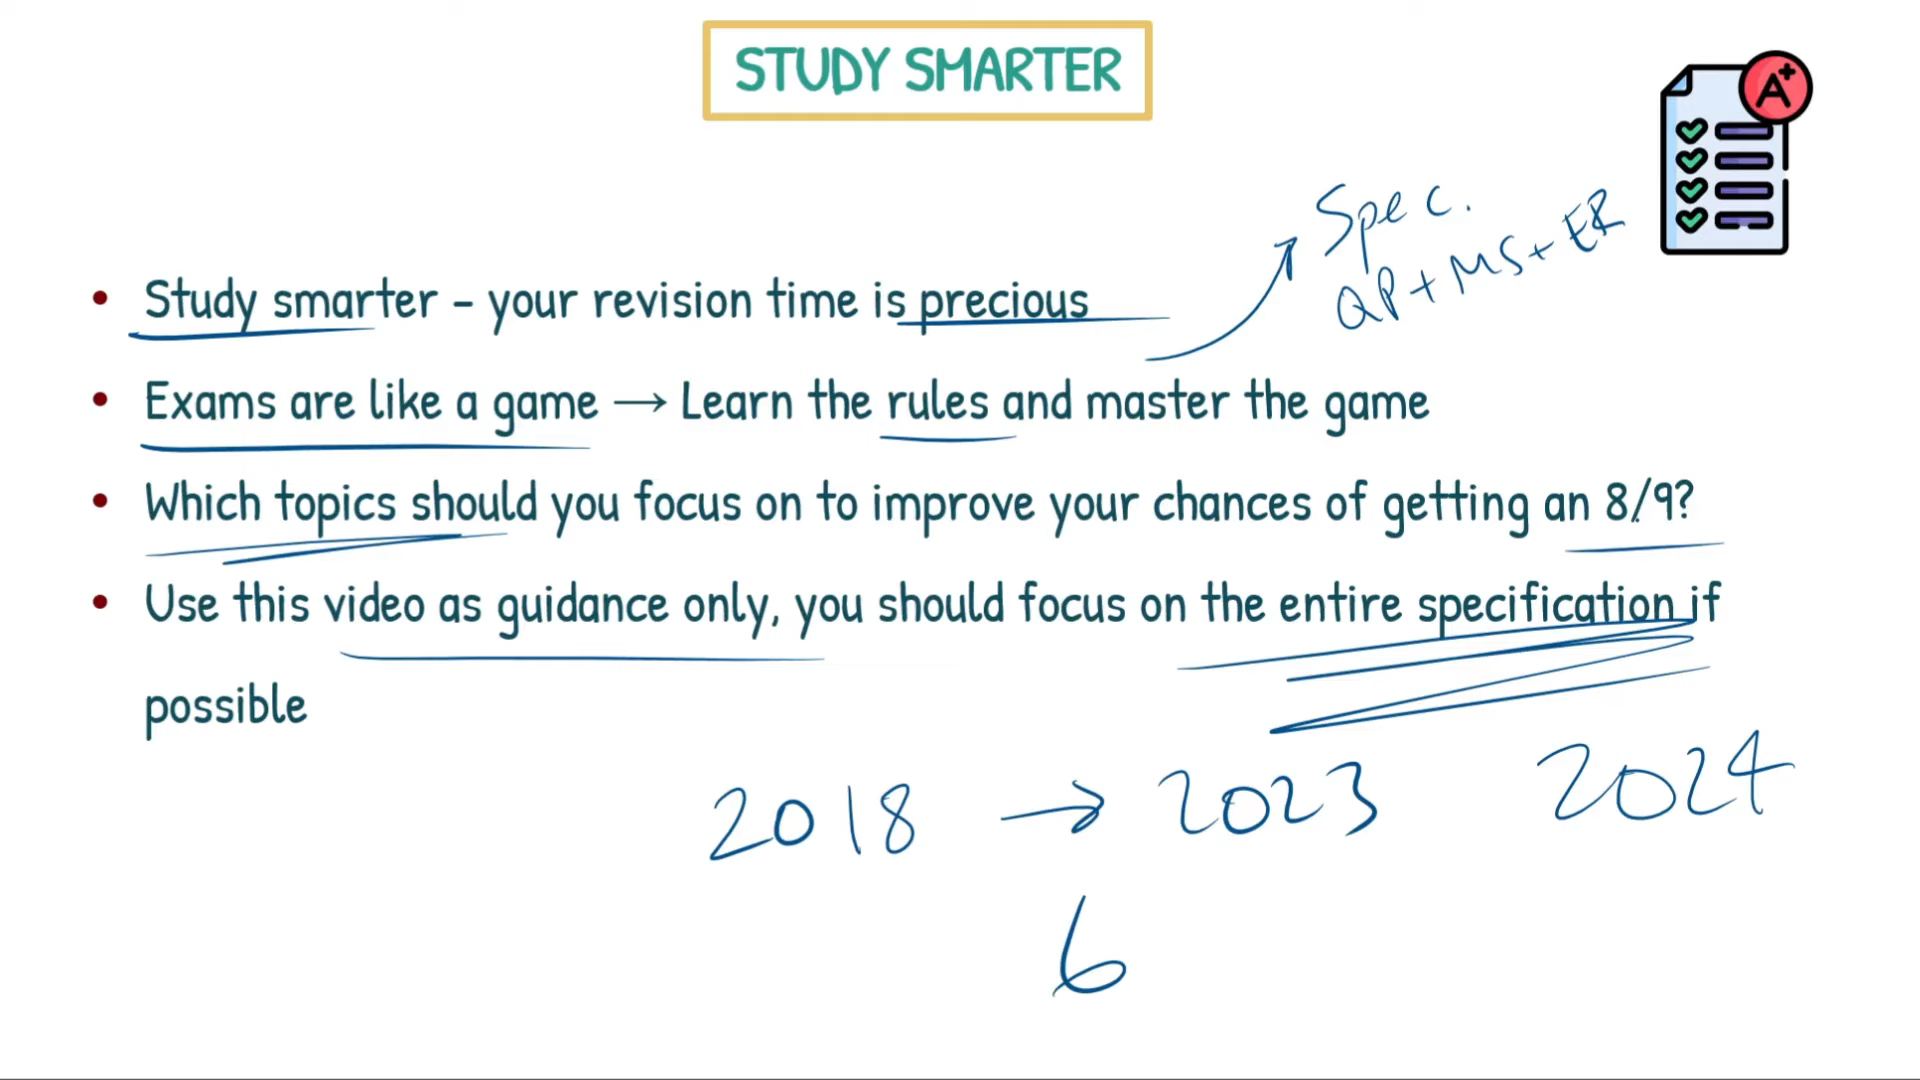 STUDY SMARTER
A+
Spec.
QP + MS + ER
• Study smarter – your revision time is precious
• Exams are like a game → Learn the rules and master the game
• Which topics should you focus on to improve your chances of getting an 8/9?
• Use this video as guidance only, you should focus on the entire specification if
possible
2018 → 2023 2024
6